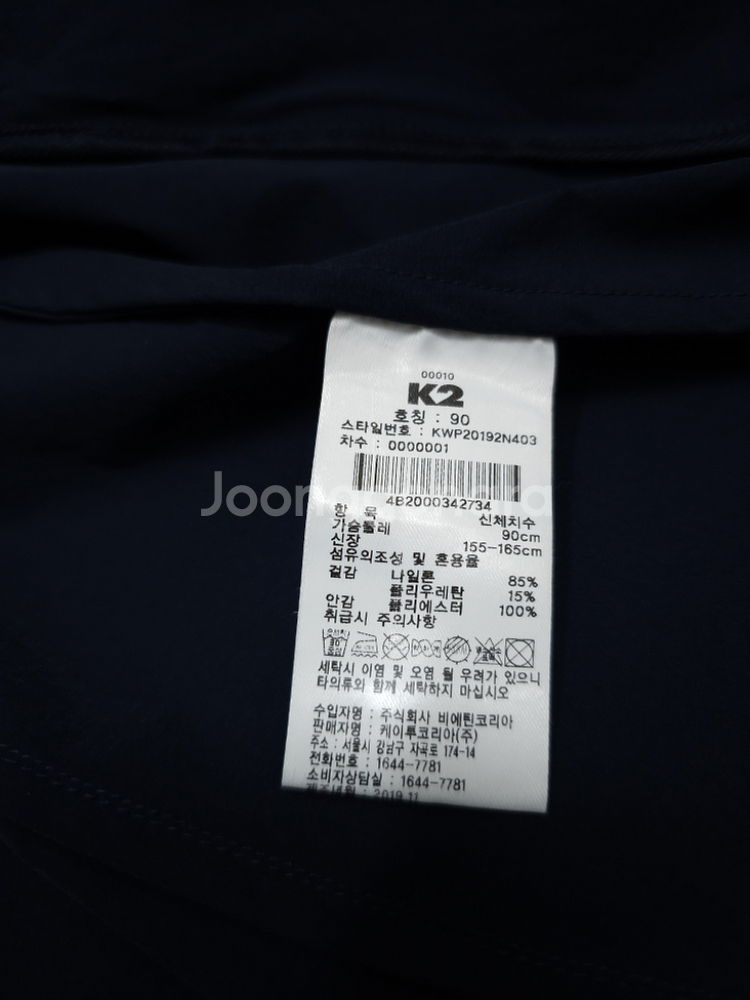 00010
K2
호칭 : 90
스타일번호 : KWP20192N403
차수 : 0000001
4B2000342734
항 목 신체치수
가슴둘레 90cm
신장 155-165cm
섬유의조성 및 혼용율
겉감 나일론 85%
폴리우레탄 15%
안감 폴리에스터 100%
취급시 주의사항
세탁시 이염 및 오염 될 우려가 있으니
타의류와 함께 세탁하지 마십시오
수입자명 : 주식회사 비에틴코리아
판매자명 : 케이투코리아(주)
주소 : 서울시 강남구 자곡로 174-14
전화번호 : 1644-7781
소비자상담실 : 1644-7781
제조년월 : 2019.11